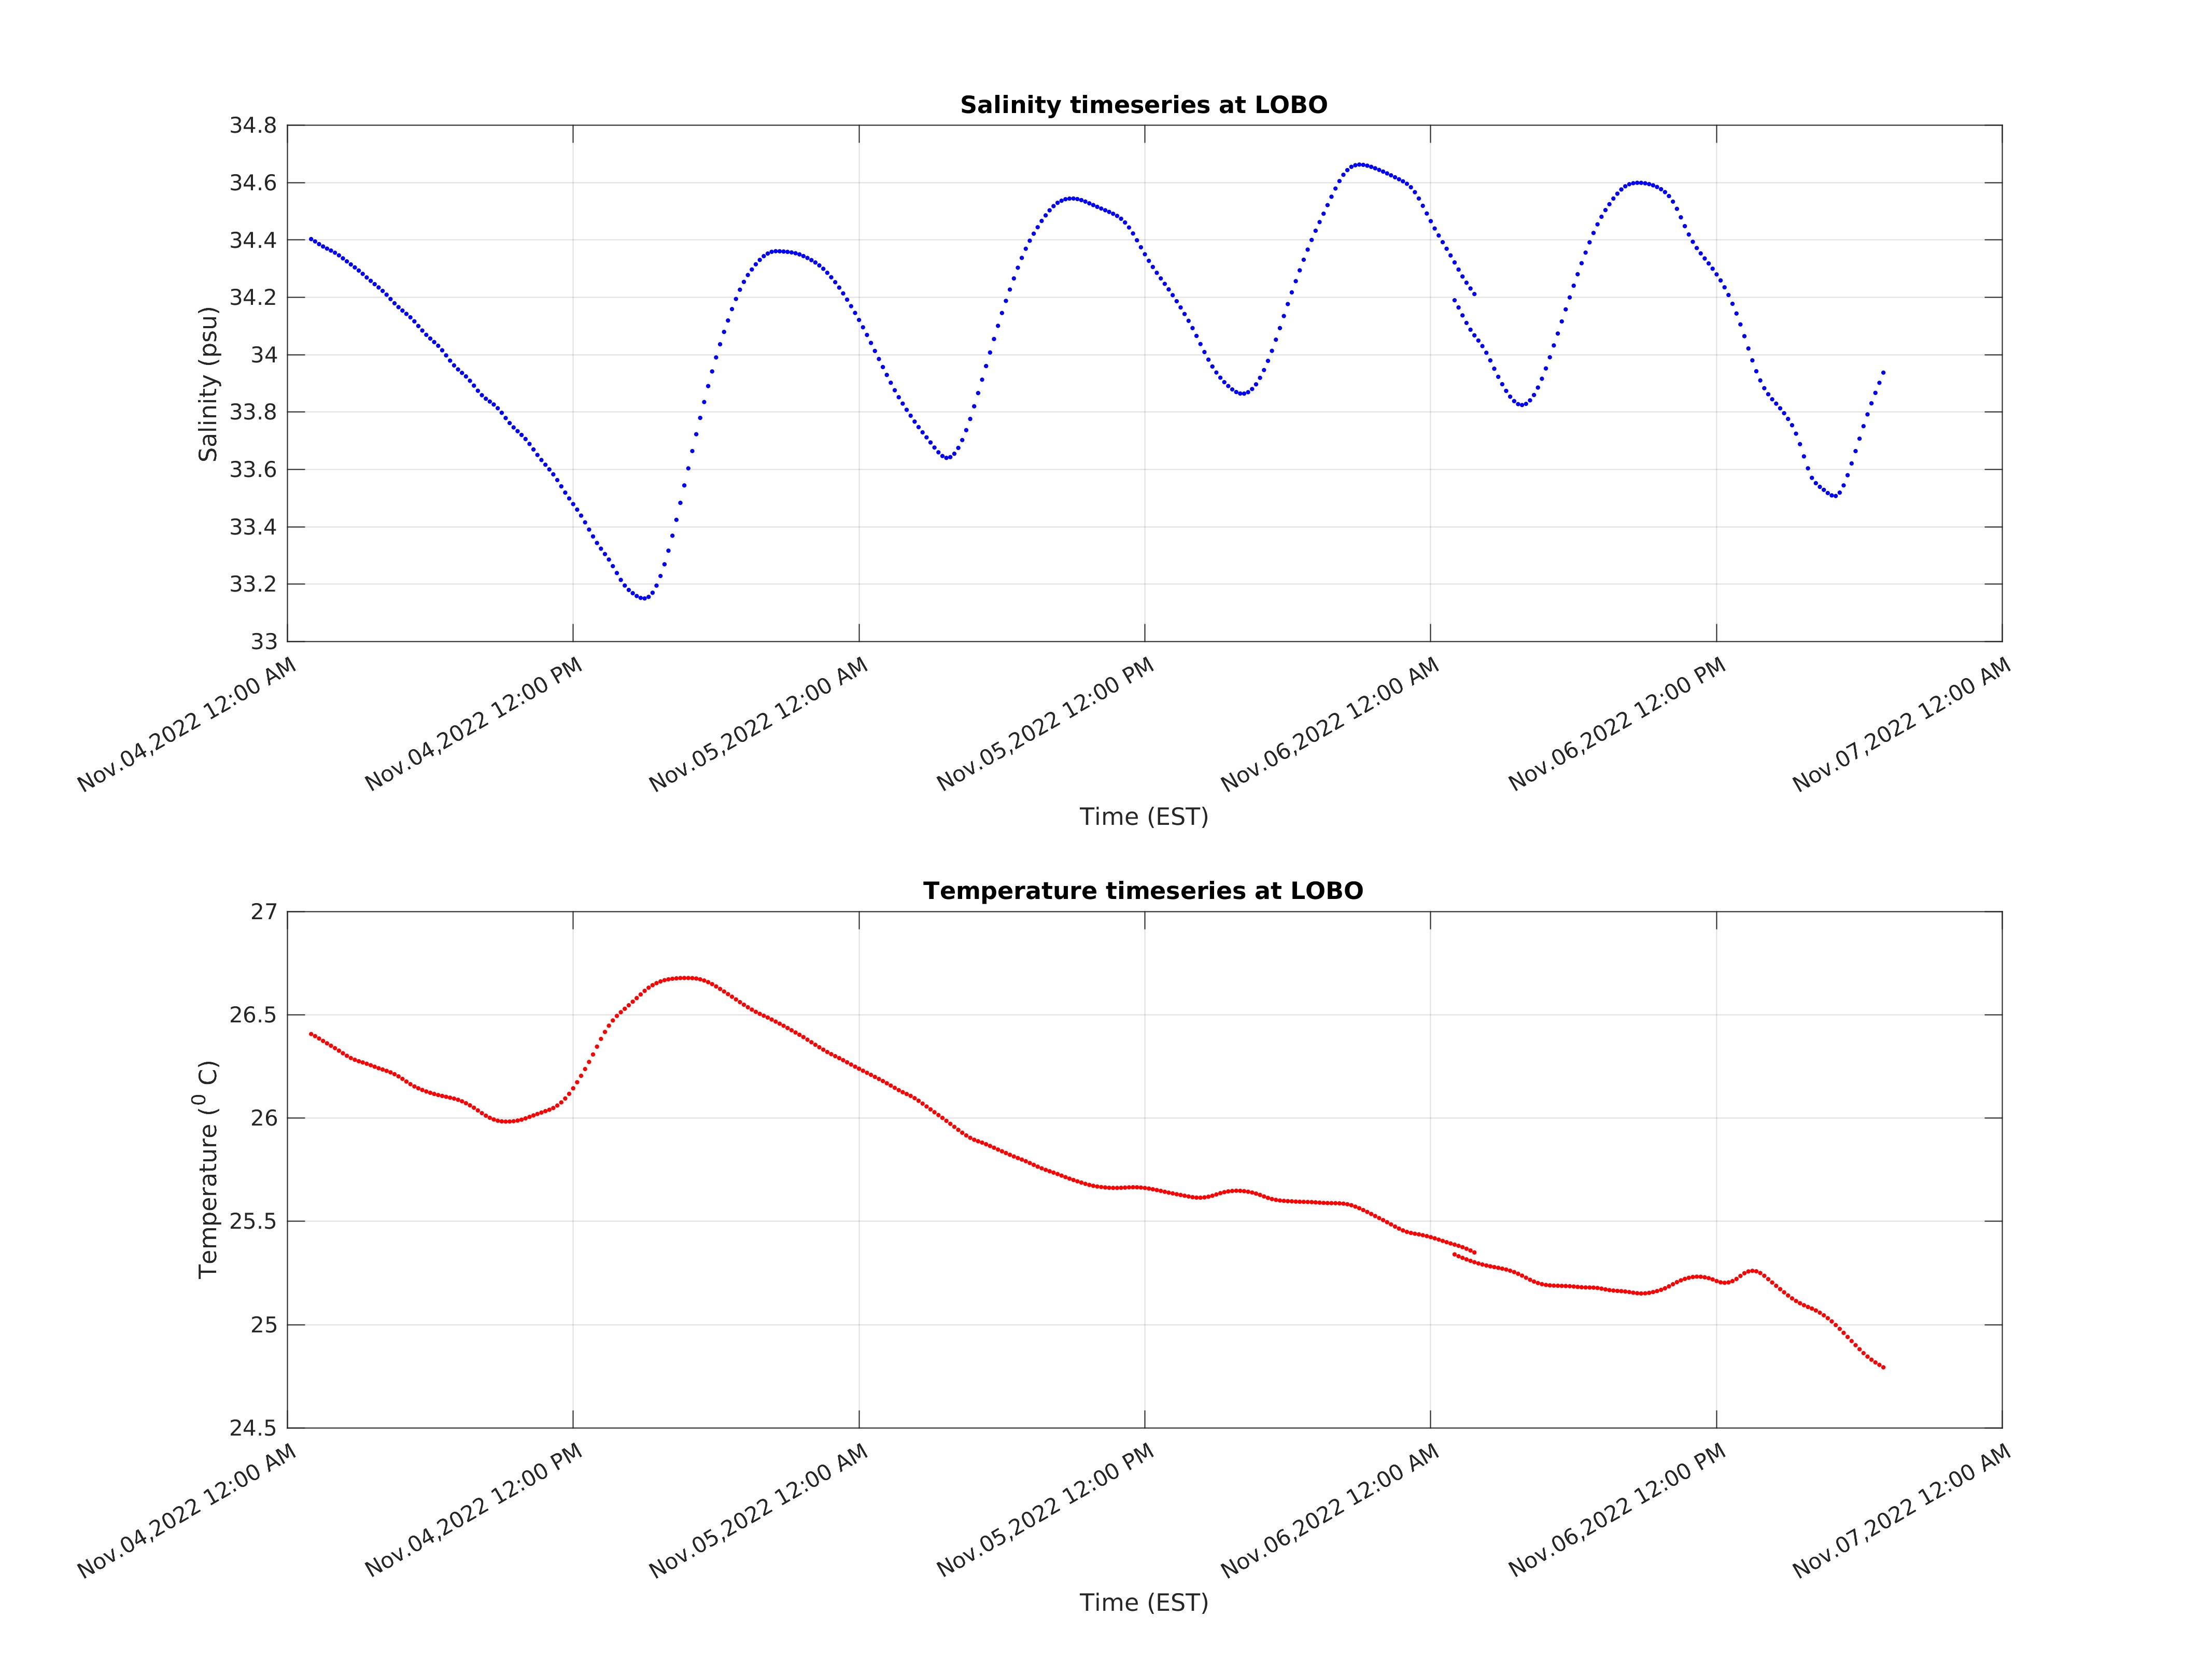 Salinity timeseries at LOBO
34.8
34.6
34.4
34.2
34
33.8
33.6
33.4
33.2
33
Salinity (psu)
Nov.04,2022 12:00 AM
Nov.04,2022 12:00 PM
Nov.05,2022 12:00 AM
Nov.05,2022 12:00 PM
Nov.06,2022 12:00 AM
Nov.06,2022 12:00 PM
Nov.07,2022 12:00 AM
Time (EST)
Temperature timeseries at LOBO
27
26.5
26
25.5
25
24.5
Temperature (⁰ C)
Nov.04,2022 12:00 AM
Nov.04,2022 12:00 PM
Nov.05,2022 12:00 AM
Nov.05,2022 12:00 PM
Nov.06,2022 12:00 AM
Nov.06,2022 12:00 PM
Nov.07,2022 12:00 AM
Time (EST)